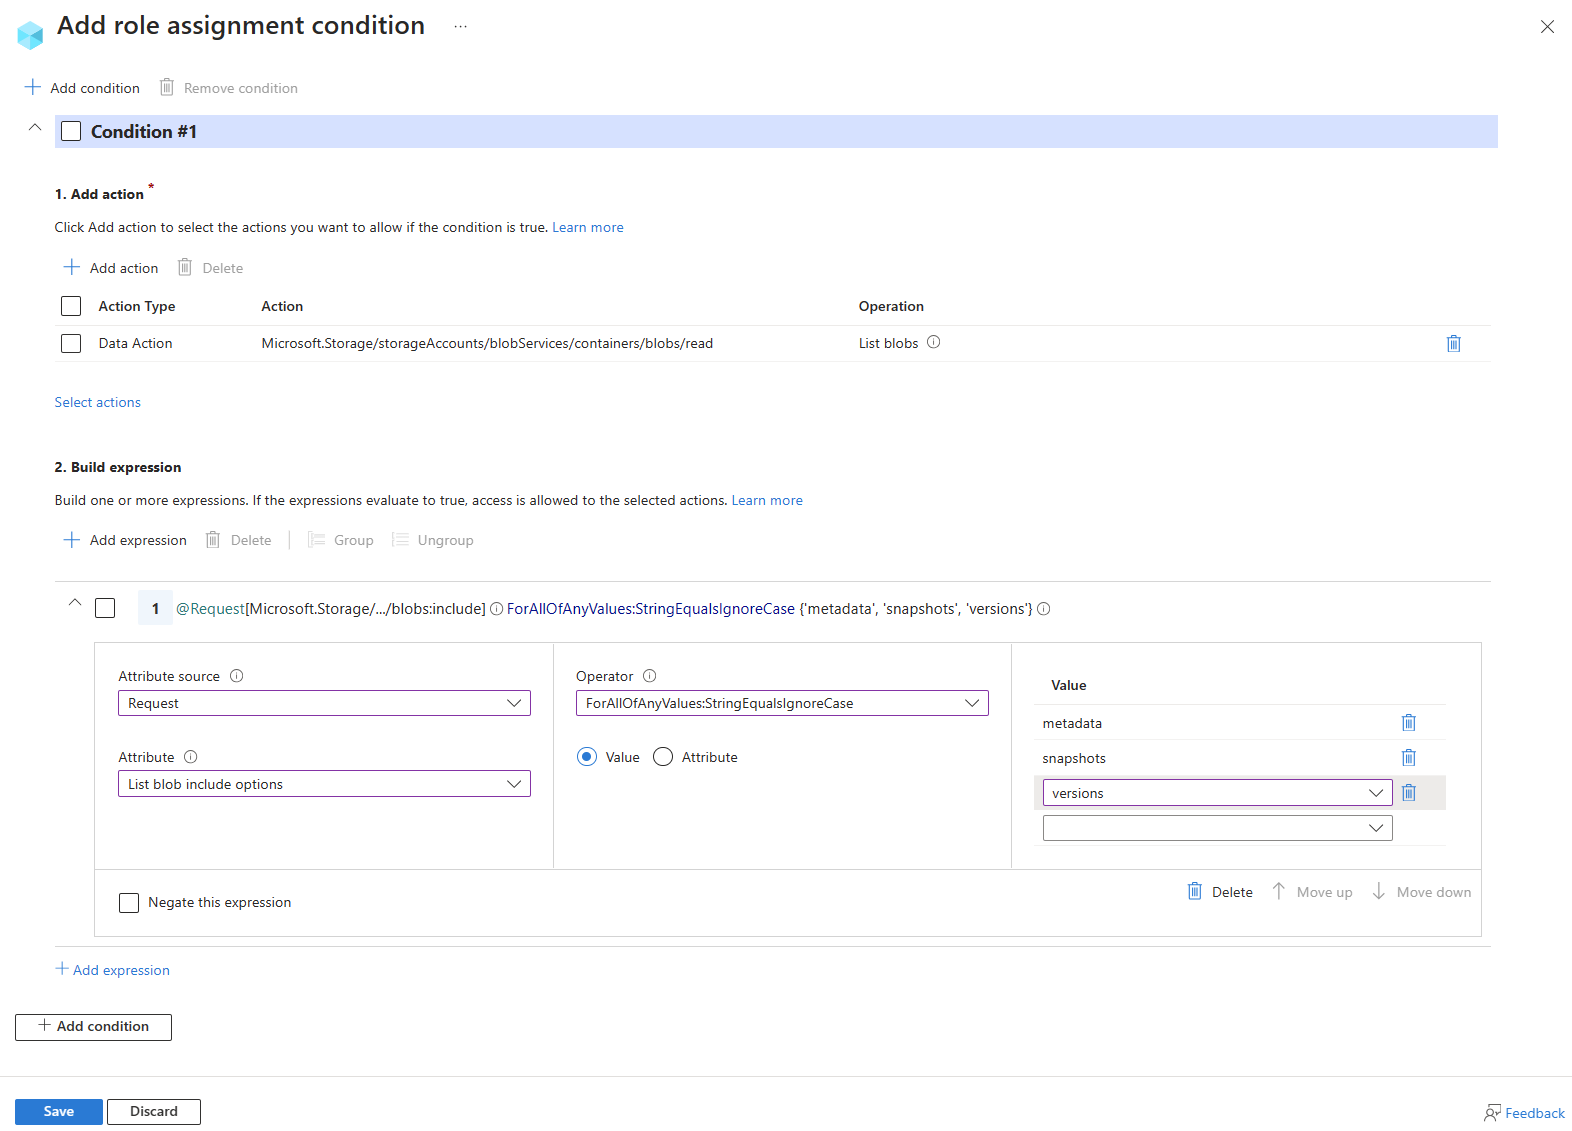 Add role assignment condition ...
Add condition Remove condition
Condition #1
1. Add action *
Click Add action to select the actions you want to allow if the condition is true. Learn more
Add action Delete
Action Type Action Operation
Data Action Microsoft.Storage/storageAccounts/blobServices/containers/blobs/read List blobs
Select actions
2. Build expression
Build one or more expressions. If the expressions evaluate to true, access is allowed to the selected actions. Learn more
Add expression Delete Group Ungroup
1 @Request[Microsoft.Storage/.../blobs:include] ForAllOfAnyValues:StringEqualsIgnoreCase {'metadata', 'snapshots', 'versions'}
Attribute source
Request
Attribute
List blob include options
Operator
ForAllOfAnyValues:StringEqualsIgnoreCase
Value Attribute
Value
metadata
snapshots
versions
Negate this expression
Delete Move up Move down
Add expression
Add condition
Save Discard
Feedback